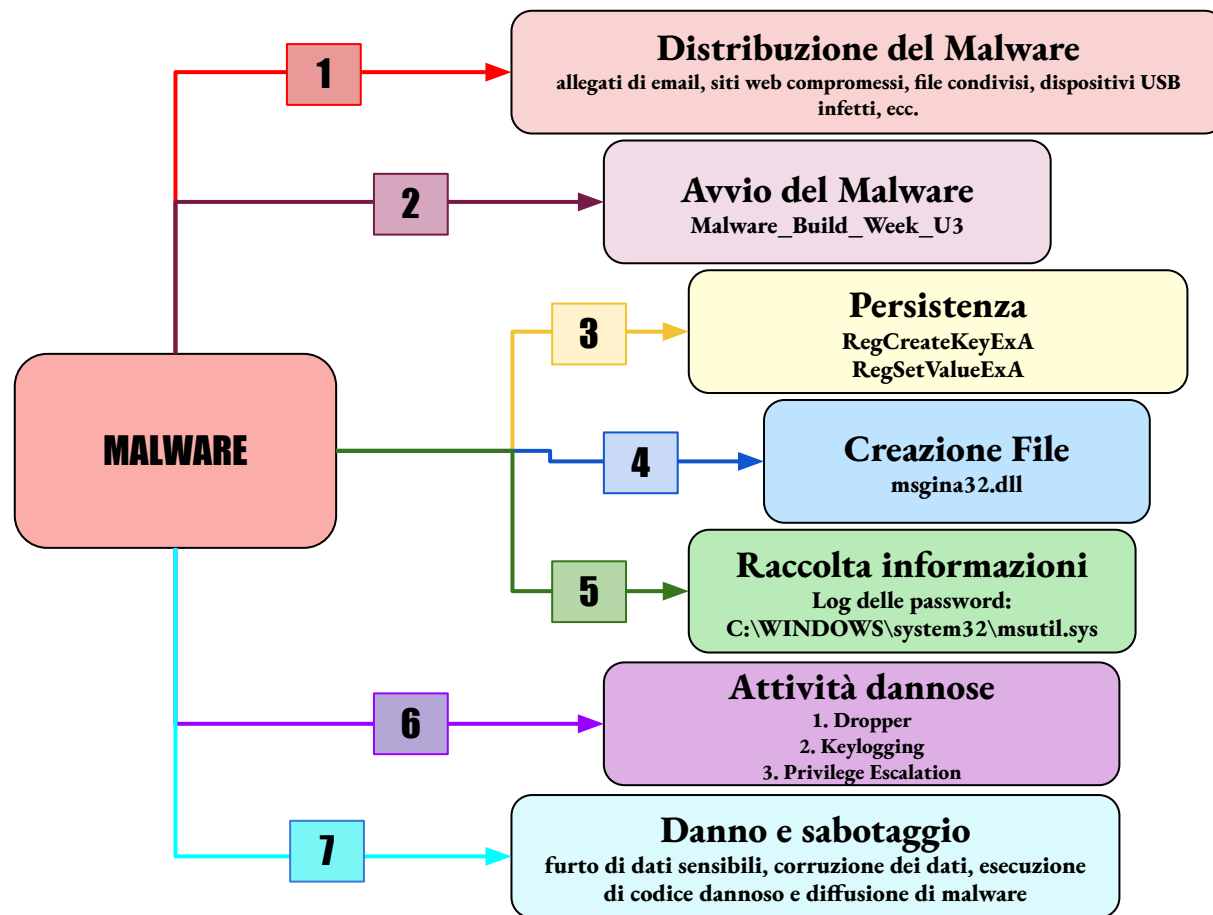 1
Distribuzione del Malware
allegati di email, siti web compromessi, file condivisi, dispositivi USB
infetti, ecc.
2
Avvio del Malware
Malware_Build_Week_U3
3
Persistenza
RegCreateKeyExA
RegSetValueExA
MALWARE
4
Creazione File
msgina32.dll
5
Raccolta informazioni
Log delle password:
C:\WINDOWS\system32\msutil.sys
6
Attività dannose
1. Dropper
2. Keylogging
3. Privilege Escalation
7
Danno e sabotaggio
furto di dati sensibili, corruzione dei dati, esecuzione
di codice dannoso e diffusione di malware